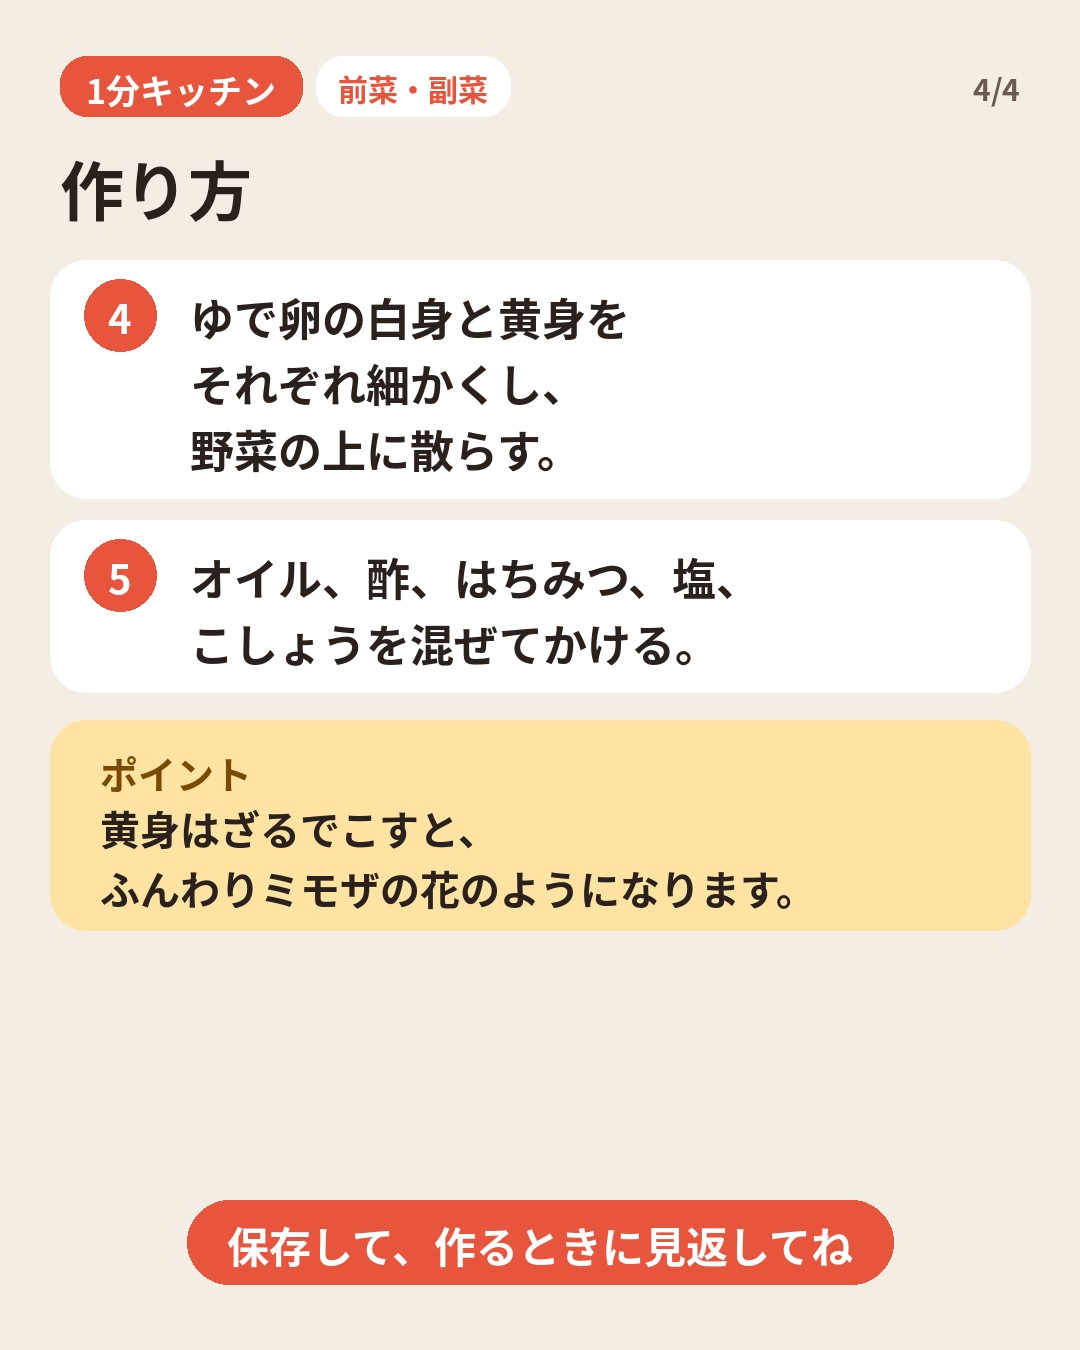 1分キッチン
前菜・副菜
4/4
作り方
4
ゆで卵の白身と黄身を
それぞれ細かくし、
野菜の上に散らす。
5
オイル、酢、はちみつ、塩、
こしょうを混ぜてかける。
ポイント
黄身はざるでこすと、
ふんわりミモザの花のようになります。
保存して、作るときに見返してね